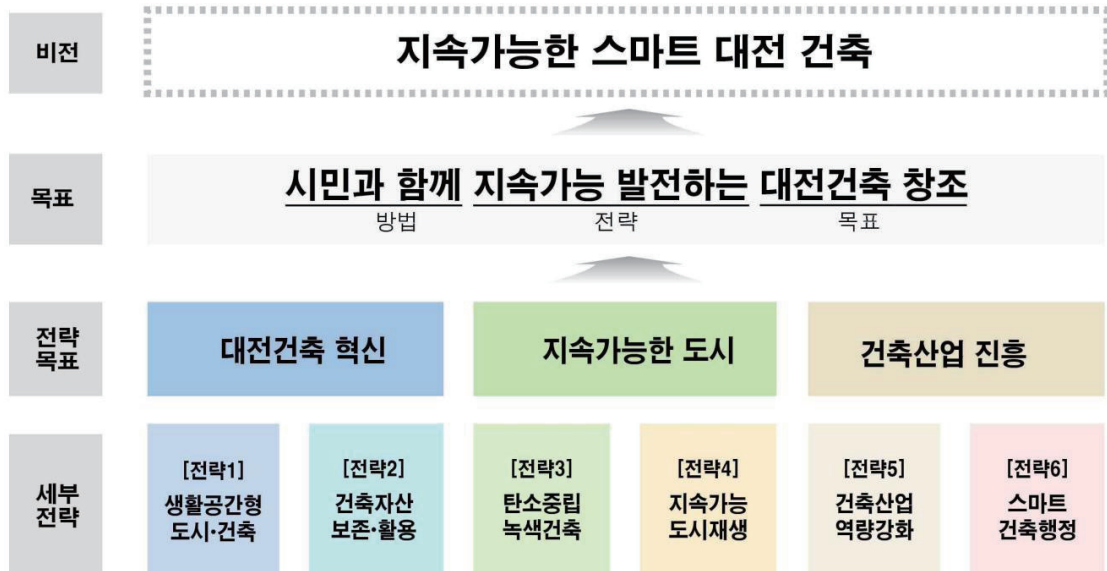 비전
지속가능한 스마트 대전 건축
목표
시민과 함께 지속가능 발전하는 대전건축 창조
방법 전략 목표
전략
목표
대전건축 혁신
지속가능한 도시
건축산업 진흥
세부
전략
[전략1]
생활공간형
도시·건축
[전략2]
건축자산
보존·활용
[전략3]
탄소중립
녹색건축
[전략4]
지속가능
도시재생
[전략5]
건축산업
역량강화
[전략6]
스마트
건축행정